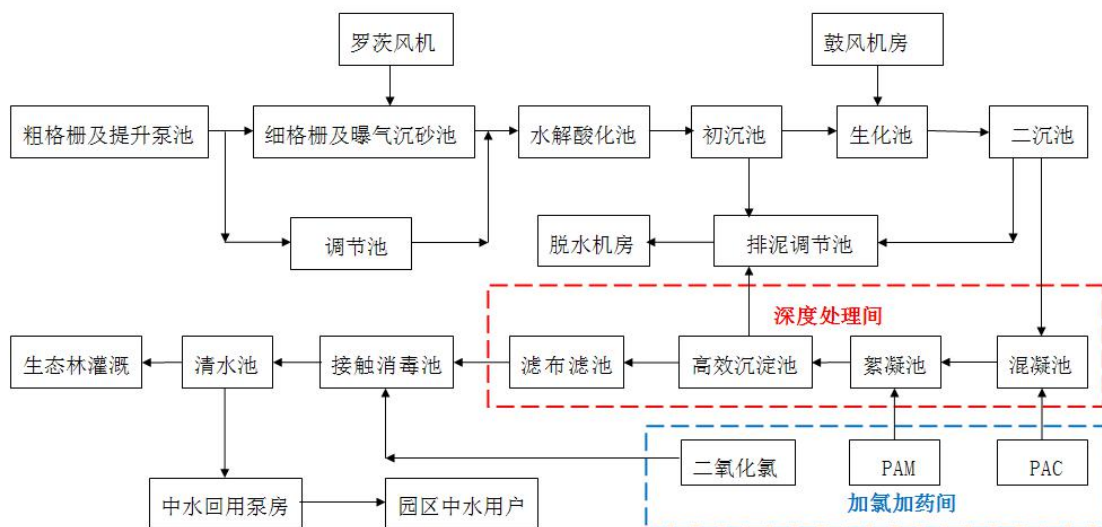 罗茨风机
鼓风机房
粗格栅及提升泵池
细格栅及曝气沉砂池
水解酸化池
初沉池
生化池
二沉池
调节池
脱水机房
排泥调节池
深度处理间
生态林灌溉
清水池
接触消毒池
滤布滤池
高效沉淀池
絮凝池
混凝池
二氧化氯
PAM
PAC
中水回用泵房
园区中水用户
加氯加药间